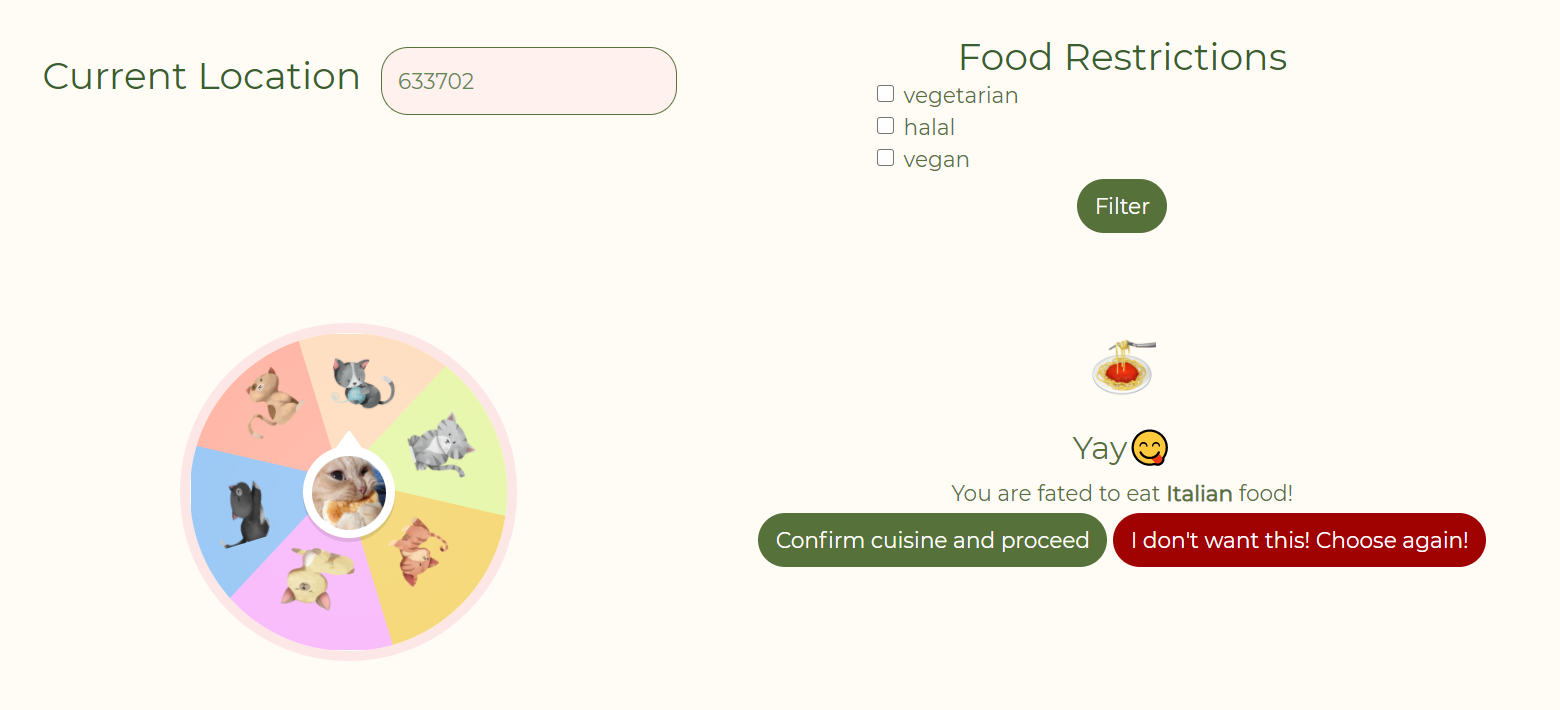 Current Location
633702
Food Restrictions
vegetarian
halal
vegan
Filter
Yay😋
You are fated to eat Italian food!
Confirm cuisine and proceed
I don't want this! Choose again!